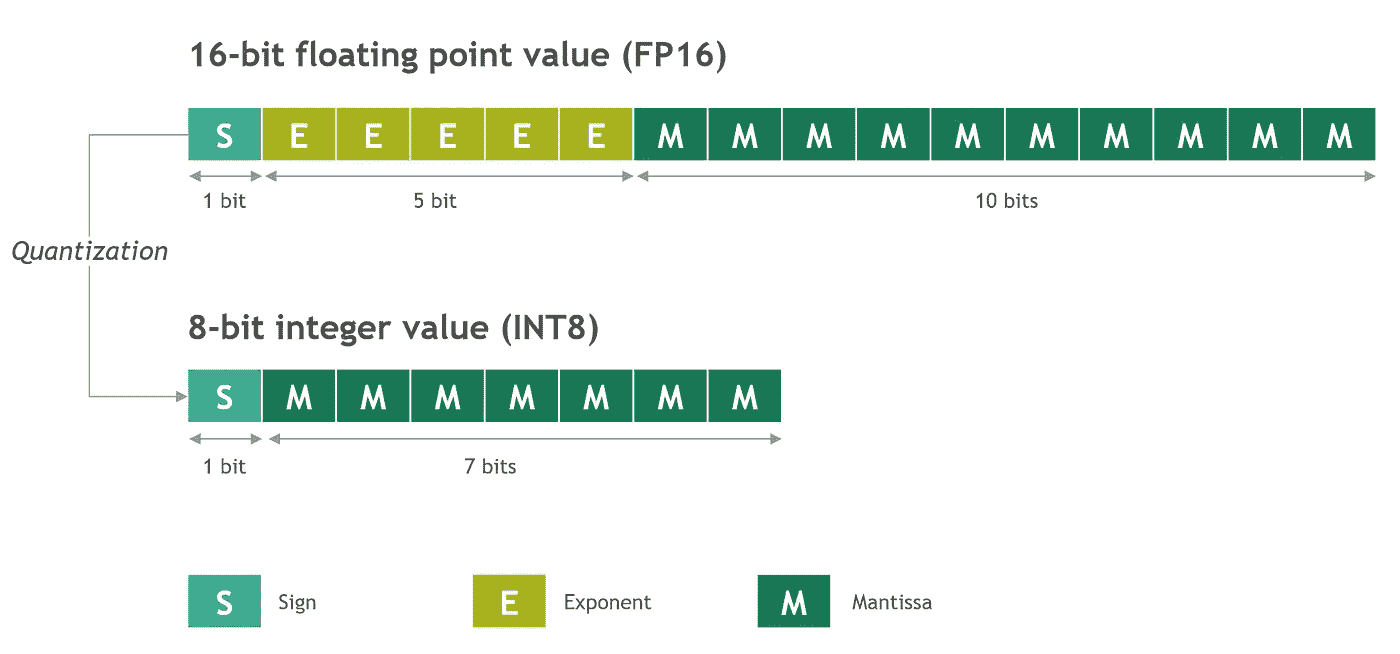 16-bit floating point value (FP16)
S E E E E E M M M M M M M M M M
1 bit 5 bit 10 bits
Quantization
8-bit integer value (INT8)
S M M M M M M M
1 bit 7 bits
S Sign E Exponent M Mantissa